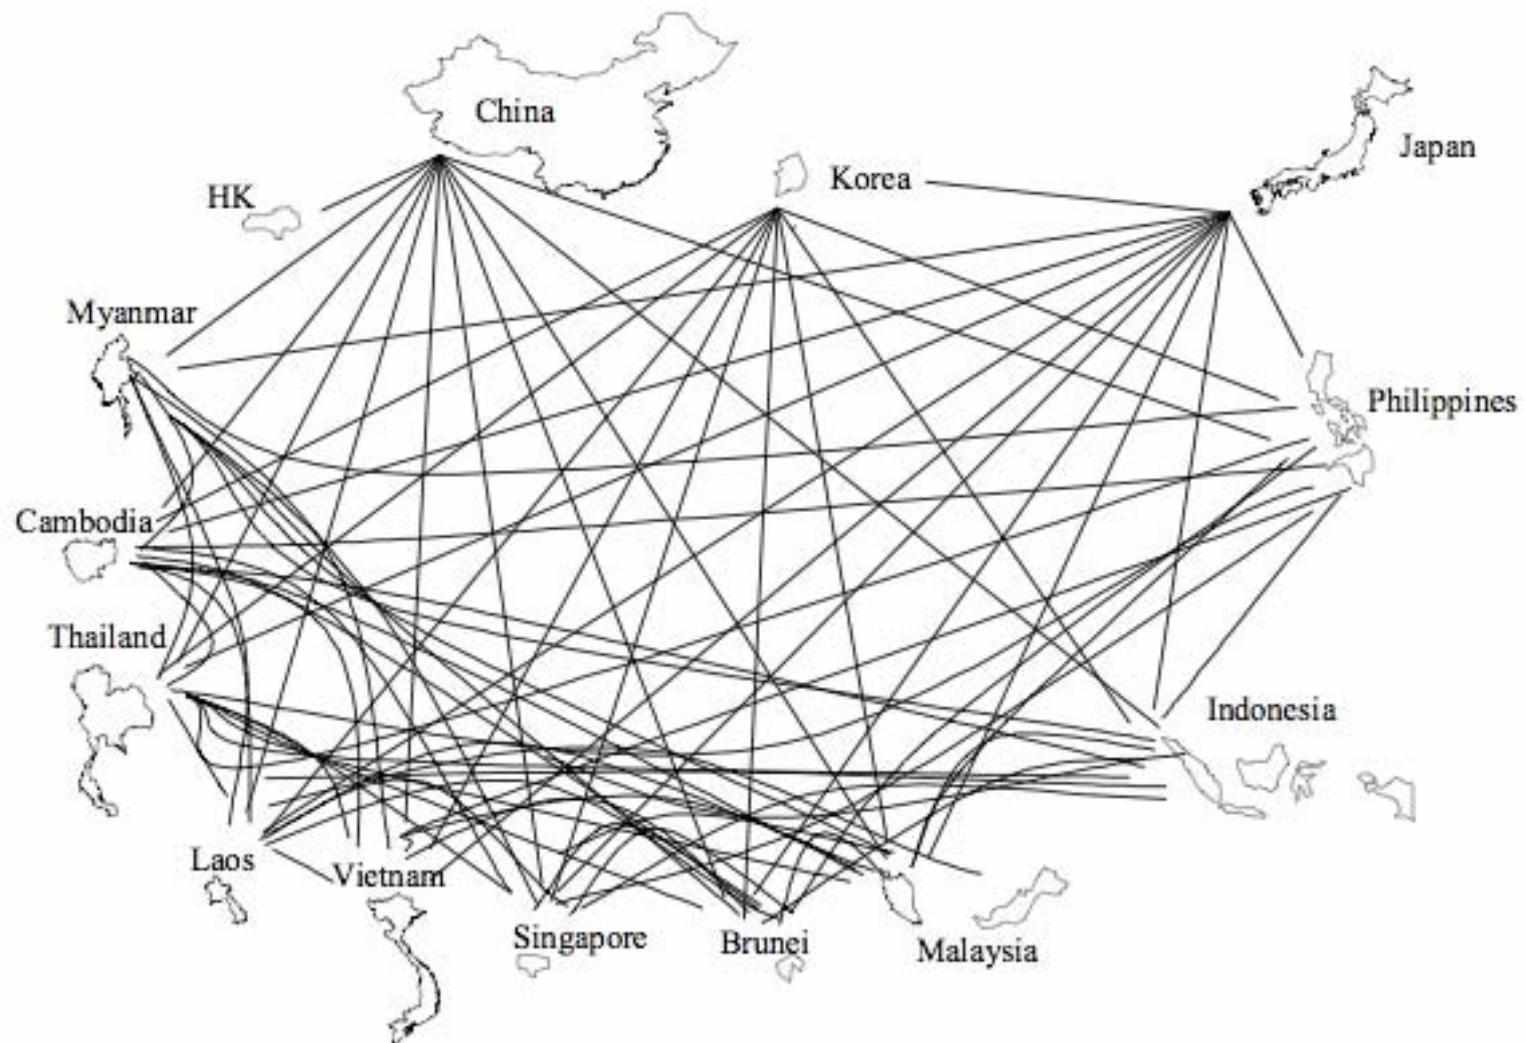 China
Japan
Korea
HK
Myanmar
Philippines
Cambodia
Thailand
Indonesia
Laos
Vietnam
Singapore
Brunei
Malaysia